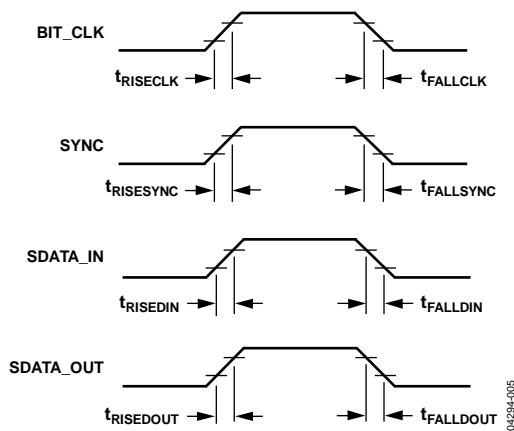 BIT_CLK
tRISECLK
tFALLCLK
SYNC
tRISESYNC
tFALLSYNC
SDATA_IN
tRISEDIN
tFALLDIN
SDATA_OUT
tRISEDOUT
tFALLDOUT
04294-005